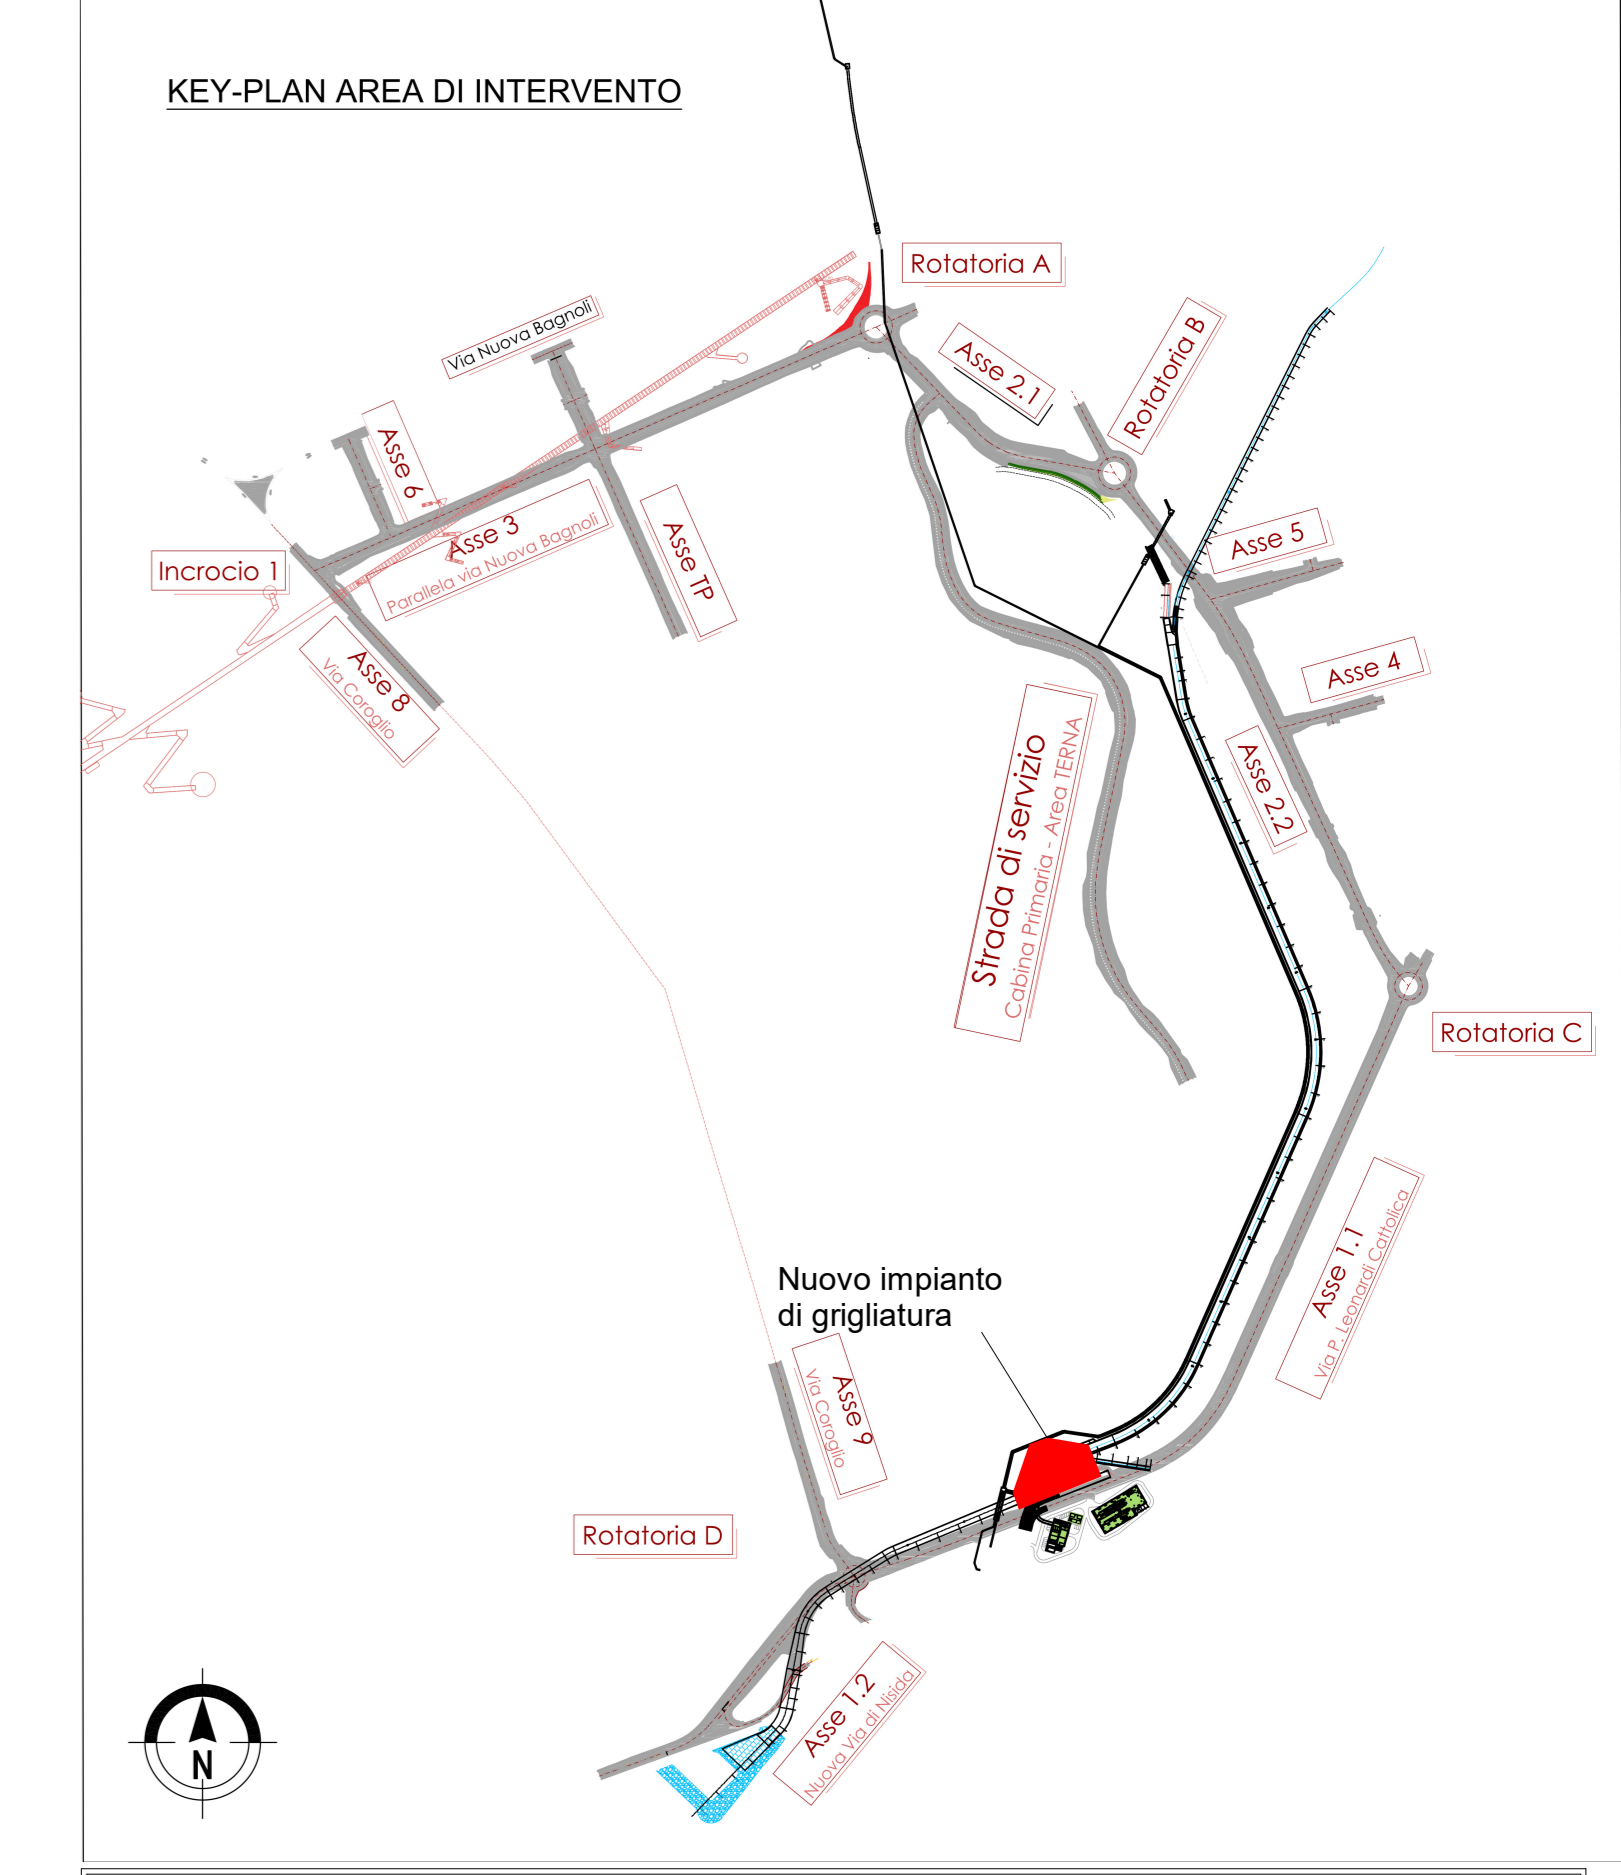 KEY-PLAN AREA DI INTERVENTO
Rotatoria A
Via Nuova Bagnoli
Asse 2.1
Rotatoria B
Asse 6
Asse 3
Parallela via Nuova Bagnoli
Asse TP
Asse 5
Incrocio 1
Asse 8
Via Coroglio
Asse 4
Strada di servizio
Cabina Primaria - Area TERNA
Asse 2.2
Rotatoria C
Asse 1.1
Via P. Leonardi Cattolica
Nuovo impianto
di grigliatura
Asse 9
Via Coroglio
Rotatoria D
Asse 1.2
Nuova Via di Nisida
N